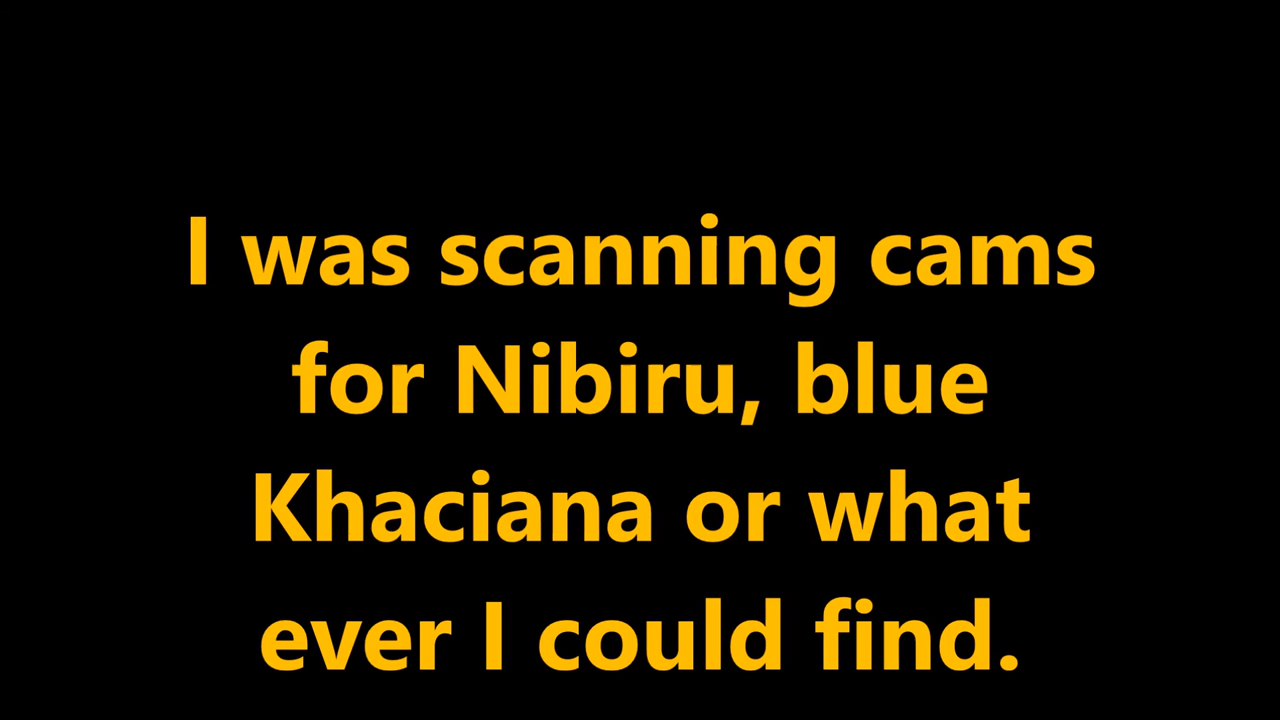 I was scanning cams
for Nibiru, blue
Khaciana or what
ever I could find.